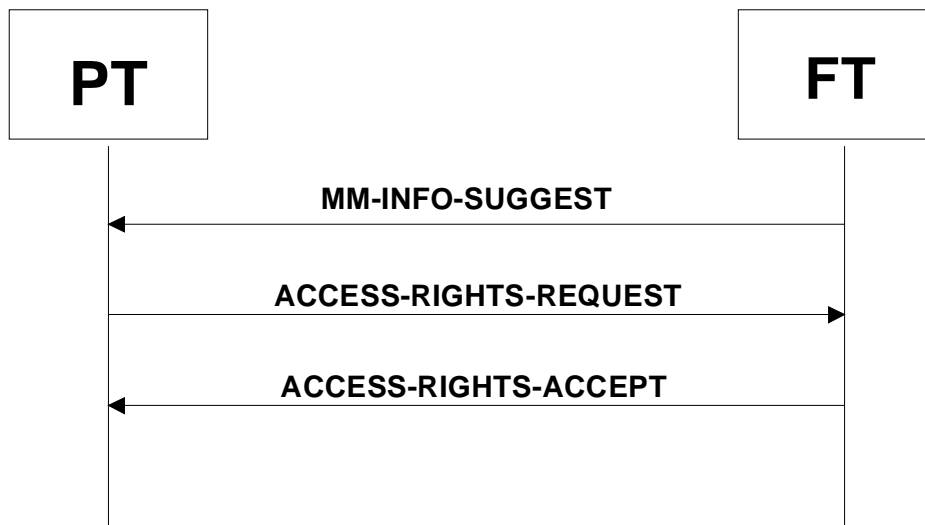 PT
FT
MM-INFO-SUGGEST
ACCESS-RIGHTS-REQUEST
ACCESS-RIGHTS-ACCEPT